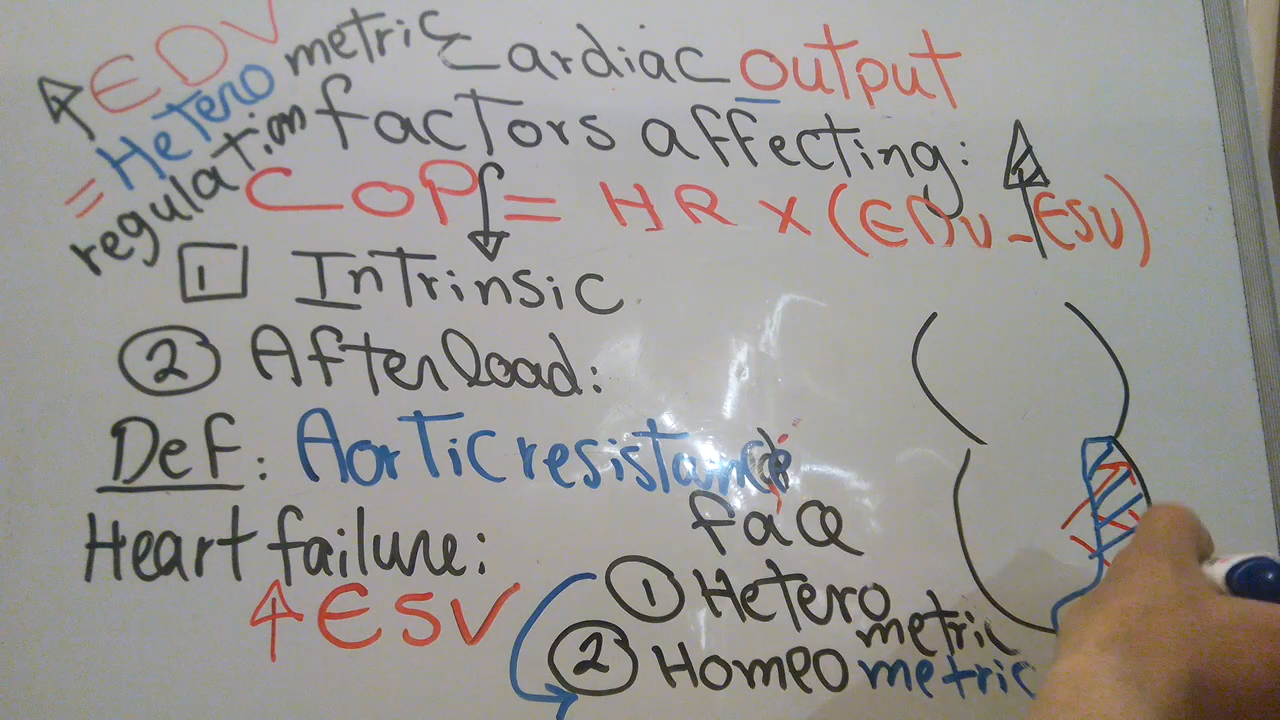 ↑EDV
= Heterometric
regulation
Cardiac output
factors affecting:
COP = HR x (EDV - ESV)
1 Intrinsic
2 Afterload:
Def: Aortic resistance
Heart failure: face
↑ESV
1 Heterometric
2 Homeometric